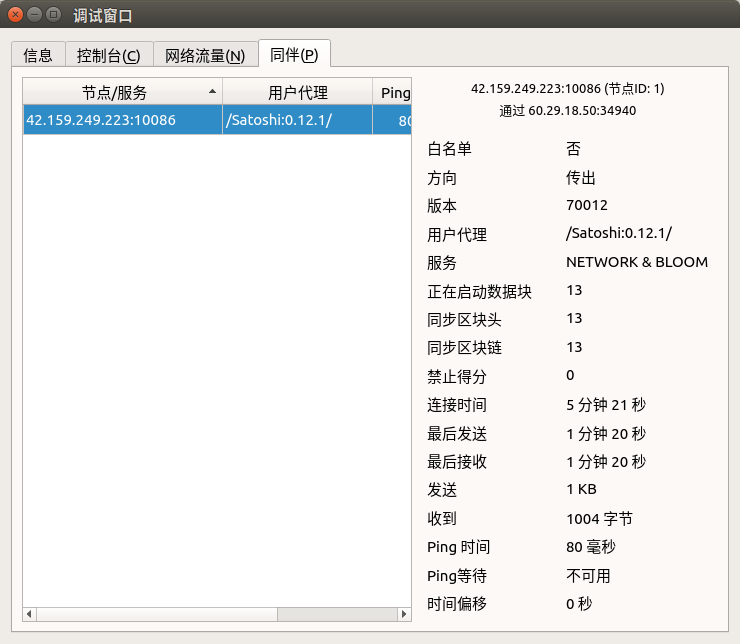 调试窗口
信息 控制台(C) 网络流量(N) 同伴(P)
节点/服务 用户代理 Ping
42.159.249.223:10086 /Satoshi:0.12.1/ 80
42.159.249.223:10086 (节点ID: 1)
通过 60.29.18.50:34940
白名单 否
方向 传出
版本 70012
用户代理 /Satoshi:0.12.1/
服务 NETWORK & BLOOM
正在启动数据块 13
同步区块头 13
同步区块链 13
禁止得分 0
连接时间 5 分钟 21 秒
最后发送 1 分钟 20 秒
最后接收 1 分钟 20 秒
发送 1 KB
收到 1004 字节
Ping 时间 80 毫秒
Ping等待 不可用
时间偏移 0 秒